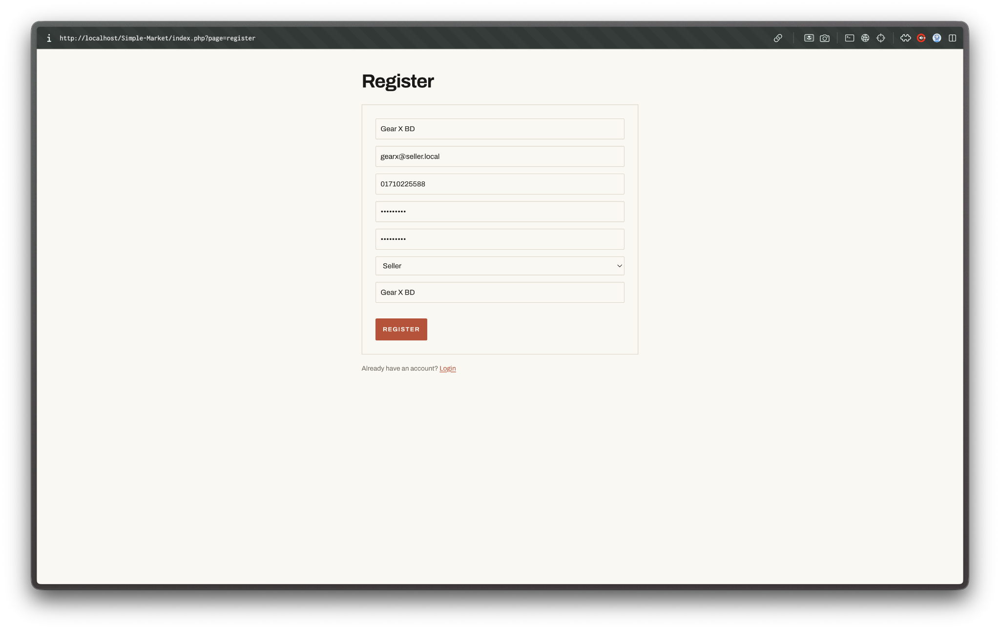 http://localhost/Simple-Market/index.php?page=register
Register
Gear X BD
gearx@seller.local
01710225588
•••••••••
•••••••••
Seller
Gear X BD
REGISTER
Already have an account? Login